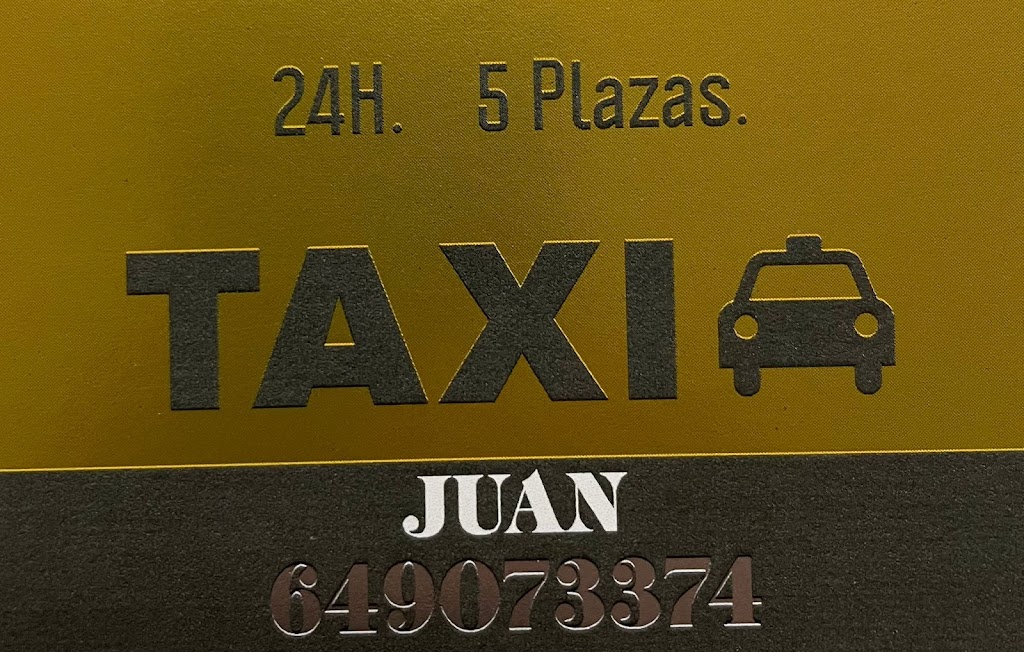 24H. 5 Plazas.
TAXI
JUAN
649073374